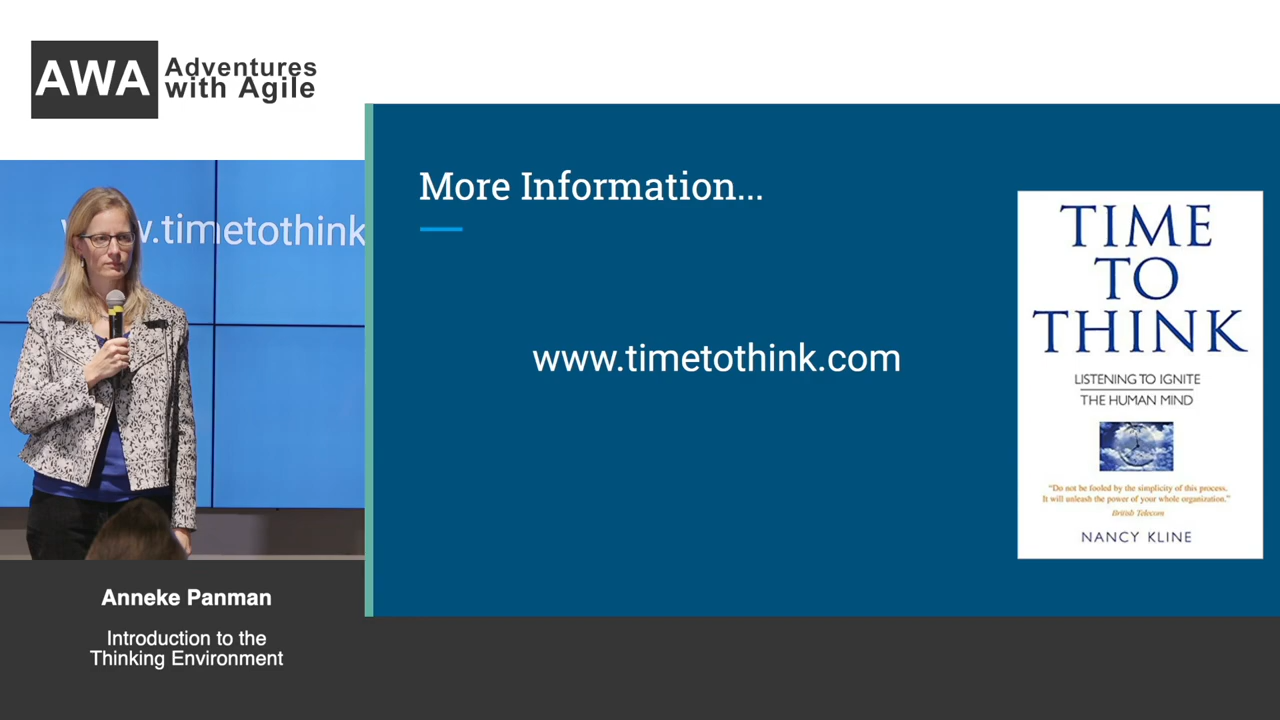 AWA Adventures
with Agile
www.timetothink
More Information...
www.timetothink.com
TIME
TO
THINK
LISTENING TO IGNITE
THE HUMAN MIND
"Do not be fooled by the simplicity of this process.
It will unleash the power of your whole organization."
British Telecom
NANCY KLINE
Anneke Panman
Introduction to the
Thinking Environment